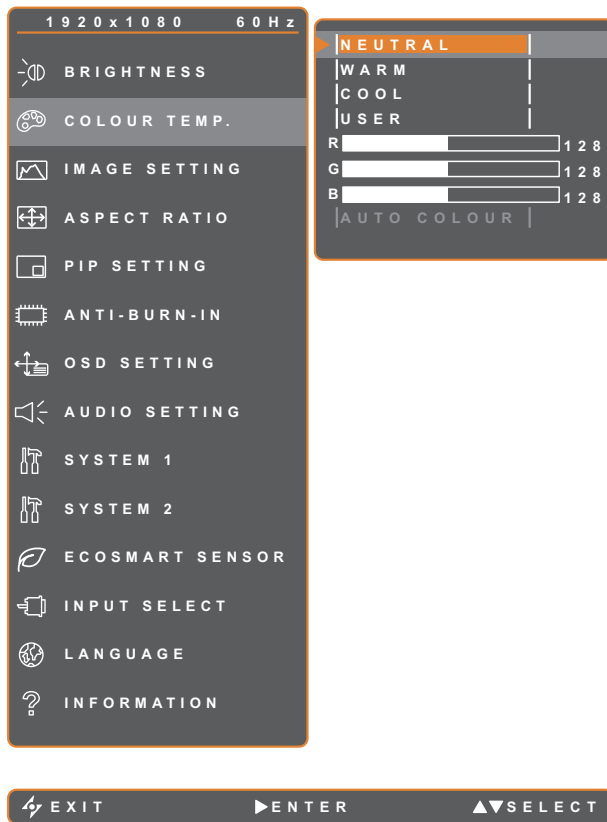 1920x1080 60Hz
BRIGHTNESS
COLOUR TEMP.
IMAGE SETTING
ASPECT RATIO
PIP SETTING
ANTI-BURN-IN
OSD SETTING
AUDIO SETTING
SYSTEM 1
SYSTEM 2
ECOSMART SENSOR
INPUT SELECT
LANGUAGE
INFORMATION
NEUTRAL
WARM
COOL
USER
R 128
G 128
B 128
AUTO COLOUR
EXIT ENTER SELECT